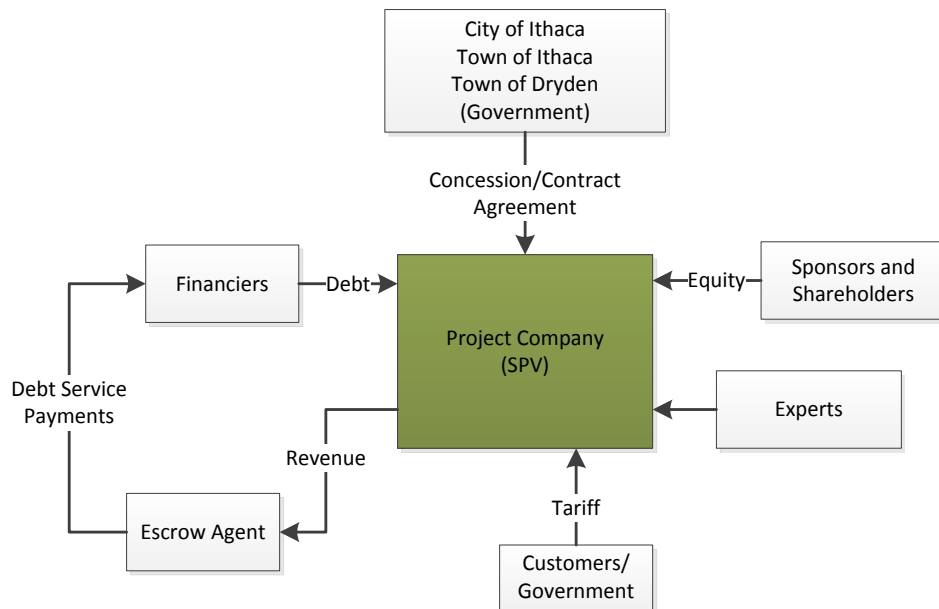 City of Ithaca
Town of Ithaca
Town of Dryden
(Government)
Concession/Contract
Agreement
Financiers
Debt
Equity
Sponsors and
Shareholders
Project Company
(SPV)
Debt Service
Payments
Experts
Revenue
Escrow Agent
Tariff
Customers/
Government